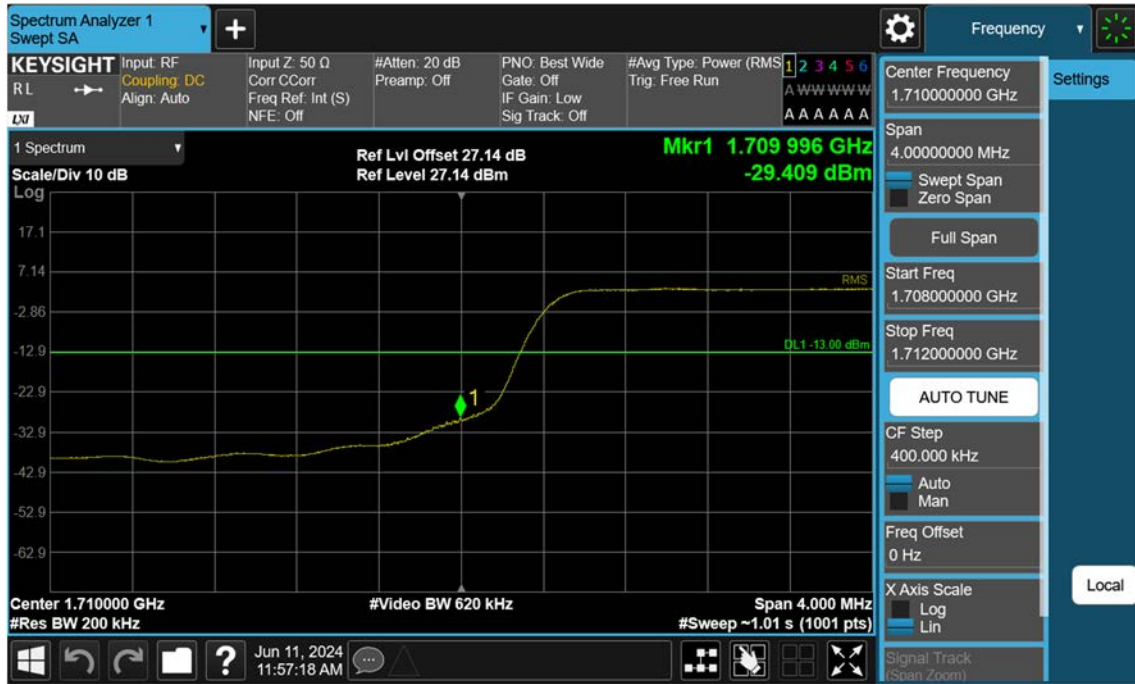 Spectrum Analyzer 1
Swept SA
Frequency
KEYSIGHT
RL
LXI
Input: RF
Coupling: DC
Align: Auto
Input Z: 50 Ω
Corr CCorr
Freq Ref: Int (S)
NFE: Off
#Atten: 20 dB
Preamp: Off
PNO: Best Wide
Gate: Off
IF Gain: Low
Sig Track: Off
#Avg Type: Power (RMS
Trig: Free Run
1 2 3 4 5 6
A W W W W W
A A A A A A
Center Frequency
1.710000000 GHz
Settings
1 Spectrum
Scale/Div 10 dB
Log
Ref Lvl Offset 27.14 dB
Ref Level 27.14 dBm
Mkr1 1.709 996 GHz
-29.409 dBm
Span
4.00000000 MHz
Swept Span
Zero Span
Full Span
Start Freq
1.708000000 GHz
Stop Freq
1.712000000 GHz
AUTO TUNE
CF Step
400.000 kHz
Auto
Man
Freq Offset
0 Hz
X Axis Scale
Log
Lin
Signal Track
(Span Zoom)
Local
17.1
7.14
-2.86
-12.9
-22.9
-32.9
-42.9
-52.9
-62.9
RMS
DL1 -13.00 dBm
1
Center 1.710000 GHz
#Res BW 200 kHz
#Video BW 620 kHz
Span 4.000 MHz
#Sweep ~1.01 s (1001 pts)
?
Jun 11, 2024
11:57:18 AM